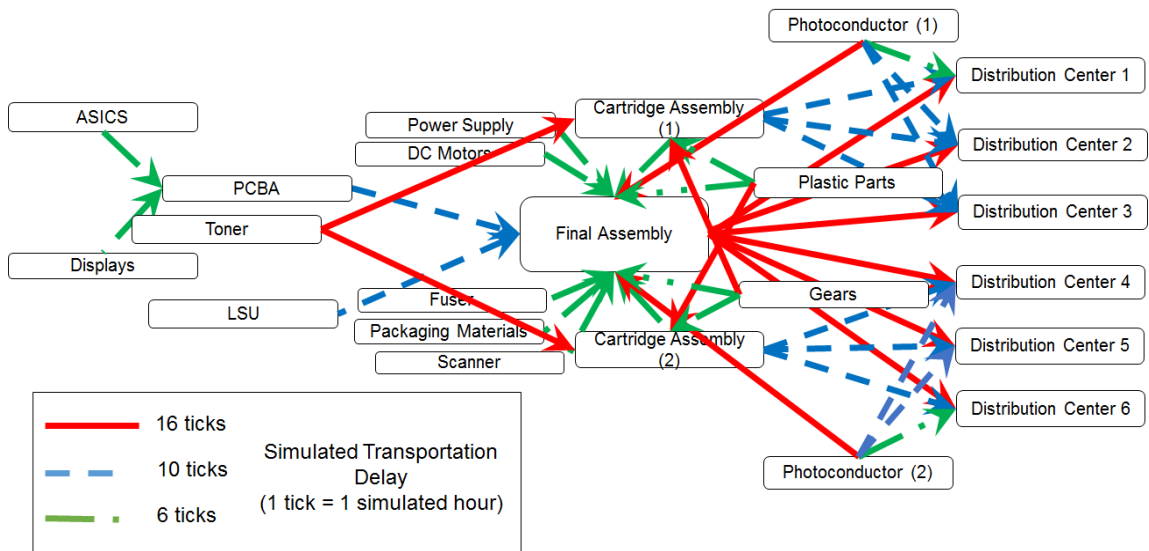 Photoconductor (1)
Distribution Center 1
ASICS
Cartridge Assembly
(1)
Power Supply
DC Motors
Distribution Center 2
PCBA
Plastic Parts
Toner
Final Assembly
Distribution Center 3
Displays
Distribution Center 4
LSU
Fuser
Gears
Packaging Materials
Cartridge Assembly
(2)
Scanner
Distribution Center 5
Distribution Center 6
Photoconductor (2)
16 ticks
10 ticks
6 ticks
Simulated Transportation
Delay
(1 tick = 1 simulated hour)